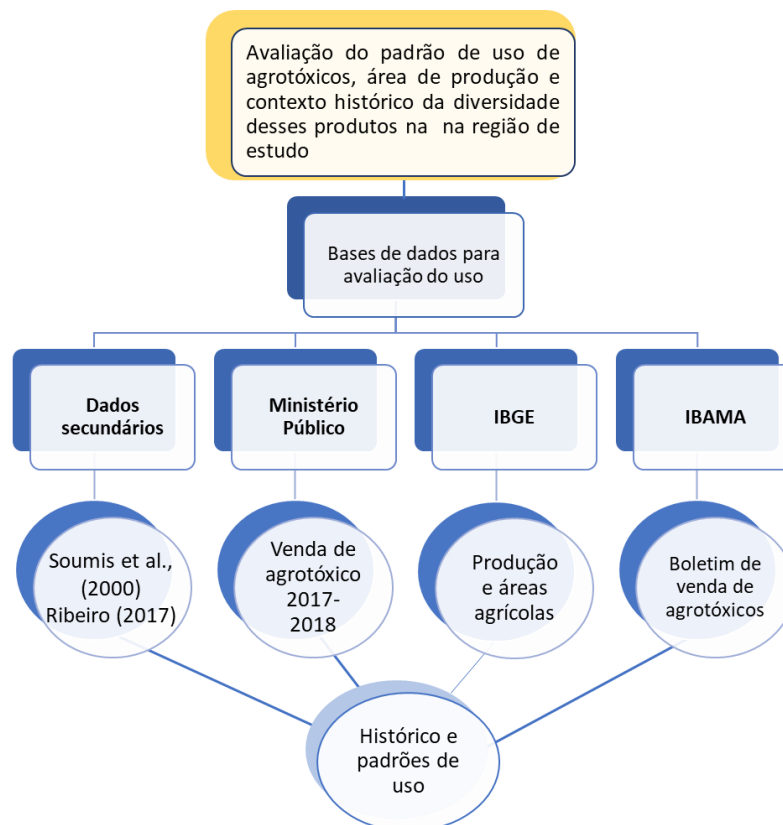 Avaliação do padrão de uso de
agrotóxicos, área de produção e
contexto histórico da diversidade
desses produtos na na região de
estudo
Bases de dados para
avaliação do uso
Dados
secundários
Ministério
Público
IBGE
IBAMA
Soumis et al.,
(2000)
Ribeiro (2017)
Venda de
agrotóxico
2017-
2018
Produção
e áreas
agrícolas
Boletim de
venda de
agrotóxicos
Histórico e
padrões de
uso